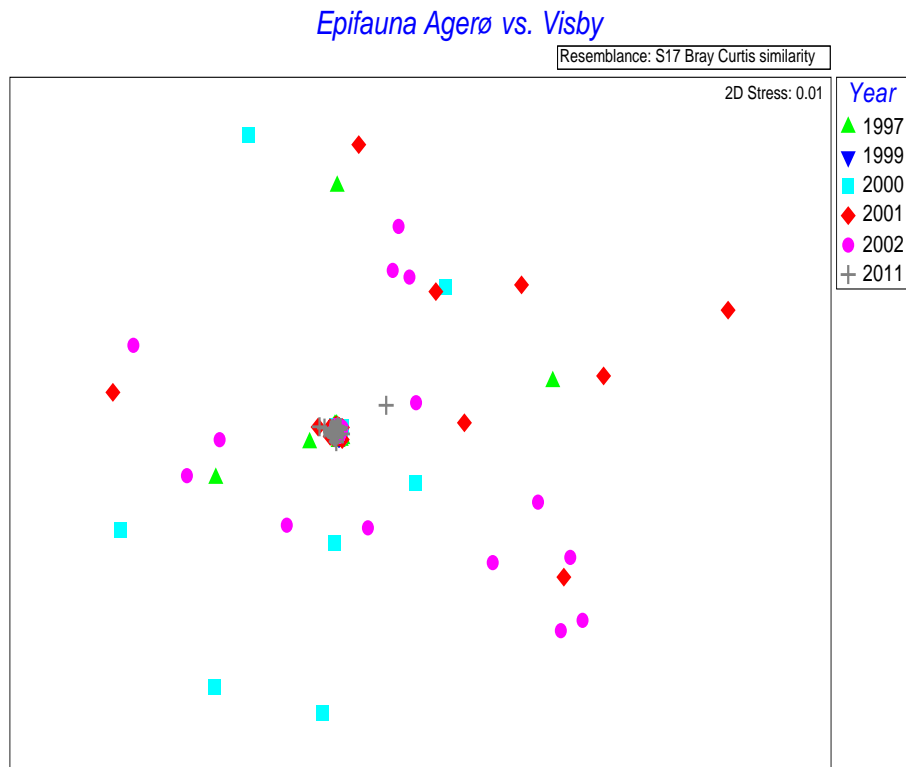 Epifauna Agerø vs. Visby
Resemblance: S17 Bray Curtis similarity
2D Stress: 0.01
Year
1997
1999
2000
2001
2002
2011